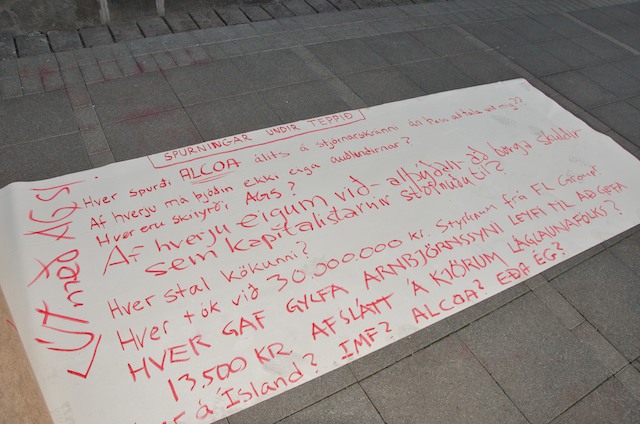 SPURNINGAR UNDIR TEPPIÐ
Hver spurði ALCOA álits á stjórnarskránni án þess að tala við mig??
Af hverju má þjóðin ekki eiga auðlindirnar?
Hver eru skilyrði AGS?
Af hverju eigum við - alþýðan - að borga skuldir
sem kapitalistarnir stofnuðu til?
Hver stal kökunni?
Hver tók við 30.000.000 kr. styrknum frá FL Group?
HVER GAF GYLFA ARNBJÖRNSSYNI LEYFI TIL AÐ GEFA
13.500 KR. AFSLÁTT Á KJÖRUM LÁGLAUNAFÓLKS?
á Ísland? IMF? ALCOA? EÐA ÉG?
ÚT með AGS!